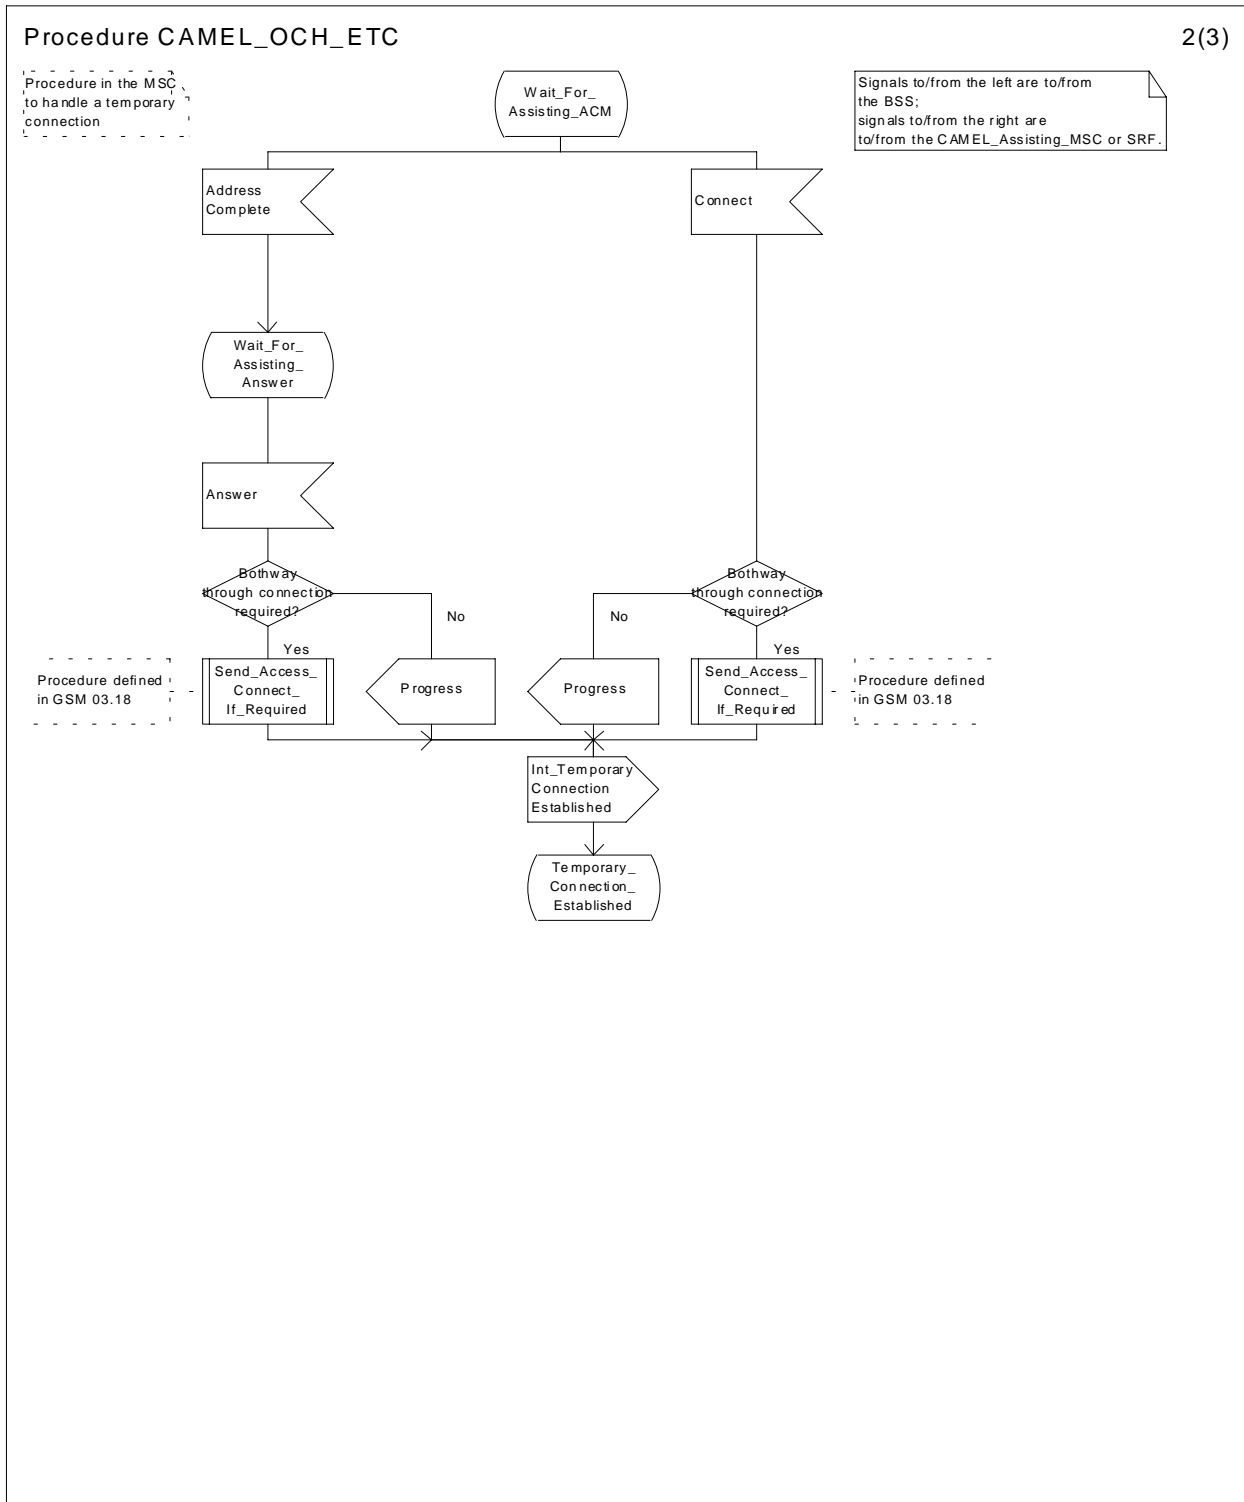 Procedure CAMEL_OCH_ETC
2(3)
Procedure in the MSC
to handle a temporary
connection
Wait_For_
Assisting_ACM
Signals to/from the left are to/from
the BSS;
signals to/from the right are
to/from the CAMEL_Assisting_MSC or SRF.
Address
Complete
Connect
Wait_For_
Assisting_
Answer
Answer
Bothway
through connection
required?
No
Yes
Bothway
through connection
required?
No
Yes
Procedure defined
in GSM 03.18
Send_Access_
Connect_
If_Required
Progress
Progress
Send_Access_
Connect_
If_Required
Procedure defined
in GSM 03.18
Int_Temporary
Connection
Established
Temporary_
Connection_
Established